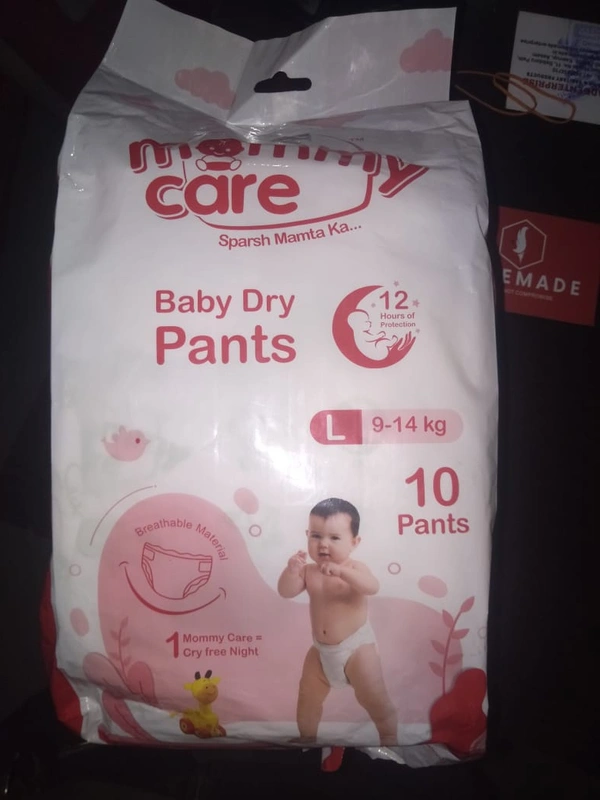 mommy
care
Sparsh Mamta Ka...
Baby Dry
Pants
12
Hours of
Protection
L 9-14 kg
10
Pants
Breathable Material
1 Mommy Care =
Cry free Night
EMADE